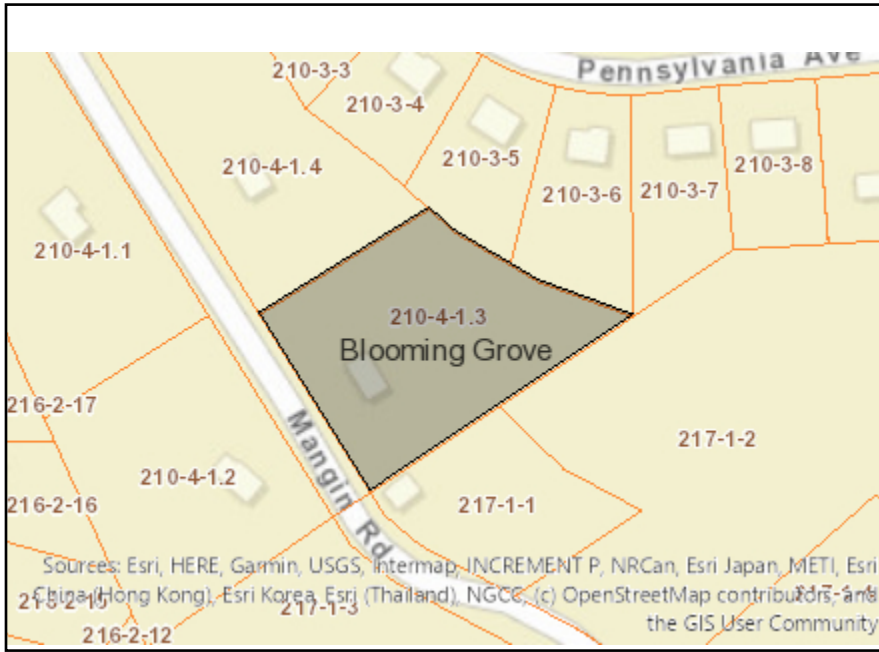 Pennsylvania Ave
210-3-3
210-3-4
210-3-5
210-3-8
210-4-1.4
210-3-6
210-3-7
210-4-1.1
210-4-1.3
Blooming Grove
216-2-17
Mangin Rd
217-1-2
210-4-1.2
216-2-16
217-1-1
Sources: Esri, HERE, Garmin, USGS, Intermap, INCREMENT P, NRCan, Esri Japan, METI, Esri
China (Hong Kong), Esri Korea, Esri (Thailand), NGCC, (c) OpenStreetMap contributors, and
the GIS User Community
217-1-3
216-2-12